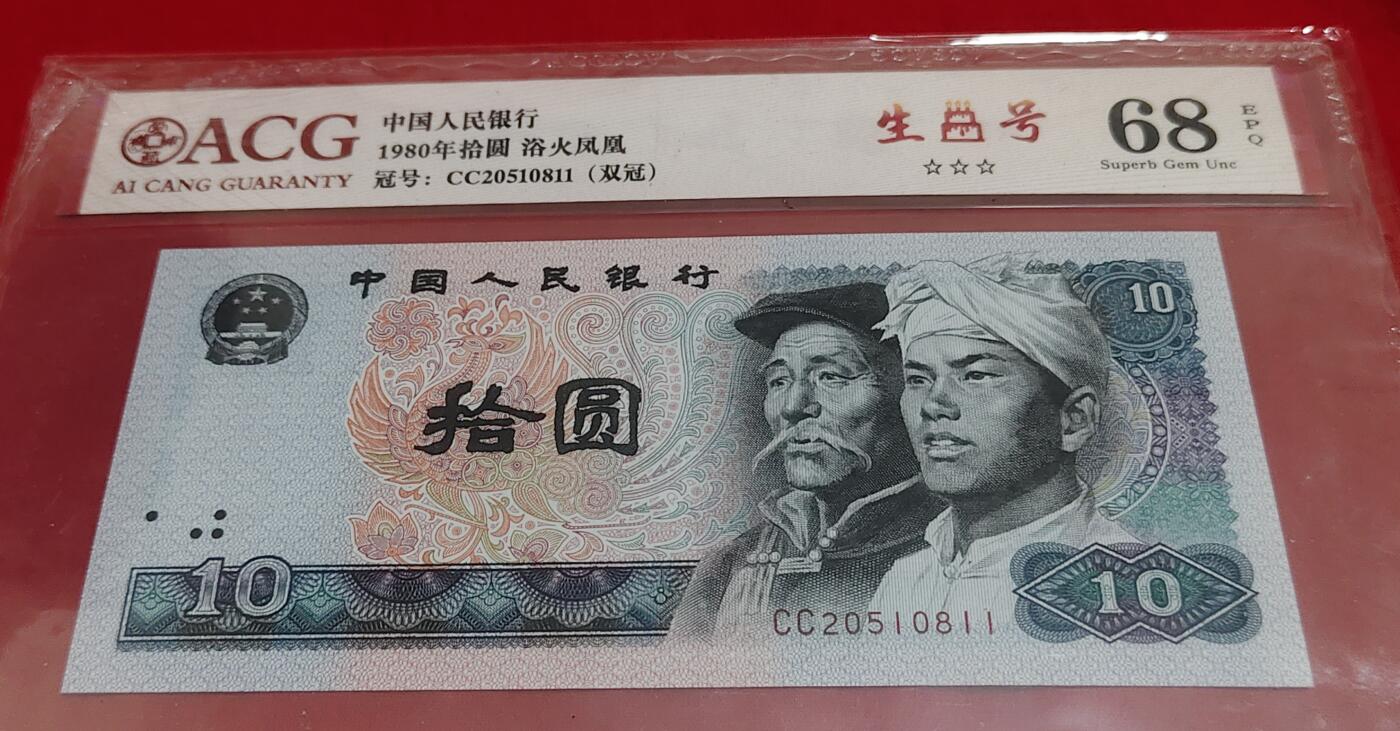 ACG
AI CANG GUARANTY
中国人民银行
1980年拾圆 浴火凤凰
冠号：CC20510811（双冠）
生 号
☆☆☆
68
EPQ
Superb Gem Unc
中国人民银行
10
拾圆
10
CC20510811
10